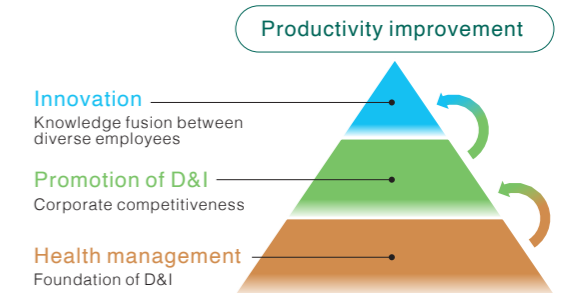 Productivity improvement
Innovation
Knowledge fusion between
diverse employees
Promotion of D&I
Corporate competitiveness
Health management
Foundation of D&I